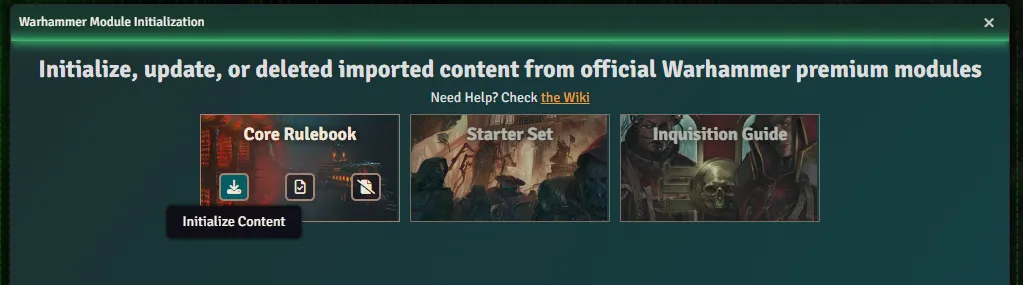 Warhammer Module Initialization
Initialize, update, or deleted imported content from official Warhammer premium modules
Need Help? Check the Wiki
Core Rulebook
Starter Set
Inquisition Guide
Initialize Content